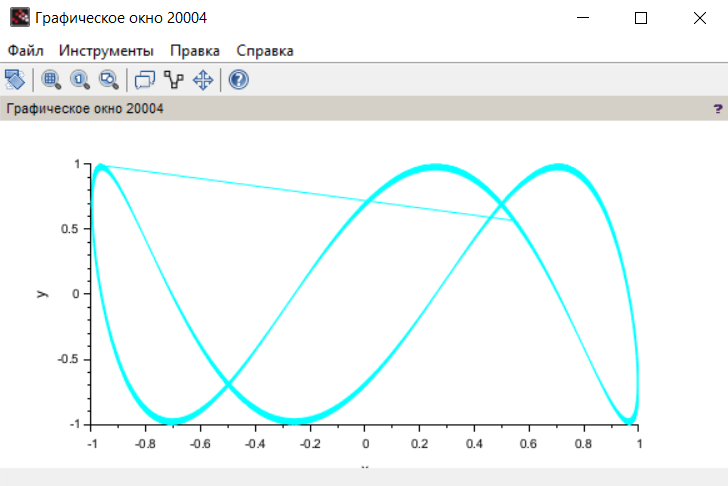 Графическое окно 20004
Файл Инструменты Правка Справка
Графическое окно 20004 ?
1
0.5
0
-0.5
-1
y
-1 -0.8 -0.6 -0.4 -0.2 0 0.2 0.4 0.6 0.8 1